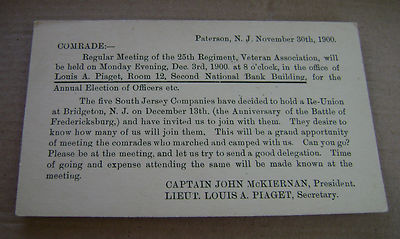 Paterson, N. J. November 30th, 1900.
COMRADE:—
Regular Meeting of the 25th Regiment, Veteran Association, will
be held on Monday Evening, Dec. 3rd, 1900. at 8 o'clock, in the office of
Louis A. Piaget, Room 12, Second National Bank Building, for
the Annual Election of Officers etc.
The five South Jersey Companies have decided to hold a Re-Union
at Bridgeton, N. J. on December 13th. (the Anniversary of the Battle of
Fredericksburg,) and have invited us to join with them. They desire to
know how many of us will join them. This will be a grand opportunity
of meeting the comrades who marched and camped with us. Can you go?
Please be at the meeting, and let us try to send a good delegation. Time
of going and expense attending the same will be made known at the
meeting.
CAPTAIN JOHN McKIERNAN, President.
LIEUT. LOUIS A. PIAGET, Secretary.